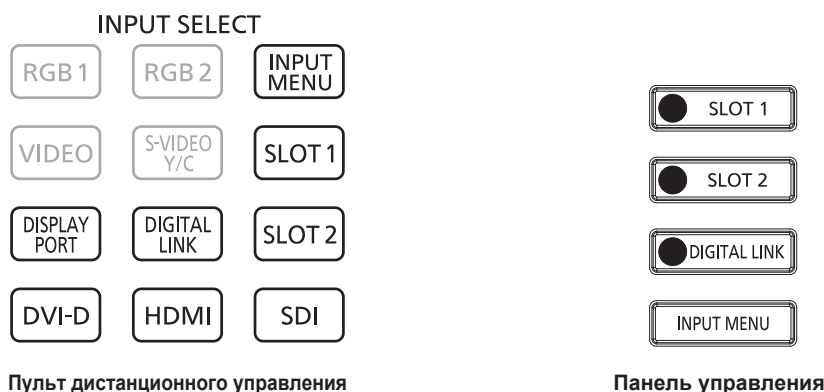 INPUT SELECT
RGB 1
RGB 2
INPUT
MENU
VIDEO
S-VIDEO
Y/C
SLOT 1
DISPLAY
PORT
DIGITAL
LINK
SLOT 2
DVI-D
HDMI
SDI
Пульт дистанционного управления
SLOT 1
SLOT 2
DIGITAL LINK
INPUT MENU
Панель управления